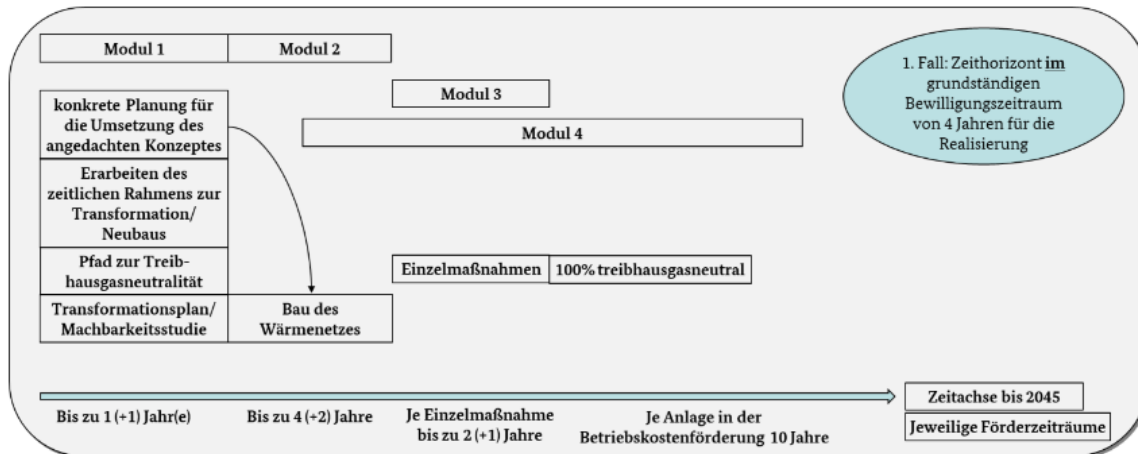 Modul 1
Modul 2
1. Fall: Zeithorizont im
grundständigen
Bewilligungszeitraum
von 4 Jahren für die
Realisierung
Modul 3
Modul 4
konkrete Planung für
die Umsetzung des
angedachten Konzeptes
Erarbeiten des
zeitlichen Rahmens zur
Transformation/
Neubaus
Pfad zur Treib-
hausgasneutralität
Einzelmaßnahmen
100% treibhausgasneutral
Transformationsplan/
Machbarkeitsstudie
Bau des
Wärmenetzes
Bis zu 1 (+1) Jahr(e)
Bis zu 4 (+2) Jahre
Je Einzelmaßnahme
bis zu 2 (+1) Jahre
Je Anlage in der
Betriebskostenförderung 10 Jahre
Zeitachse bis 2045
Jeweilige Förderzeiträume